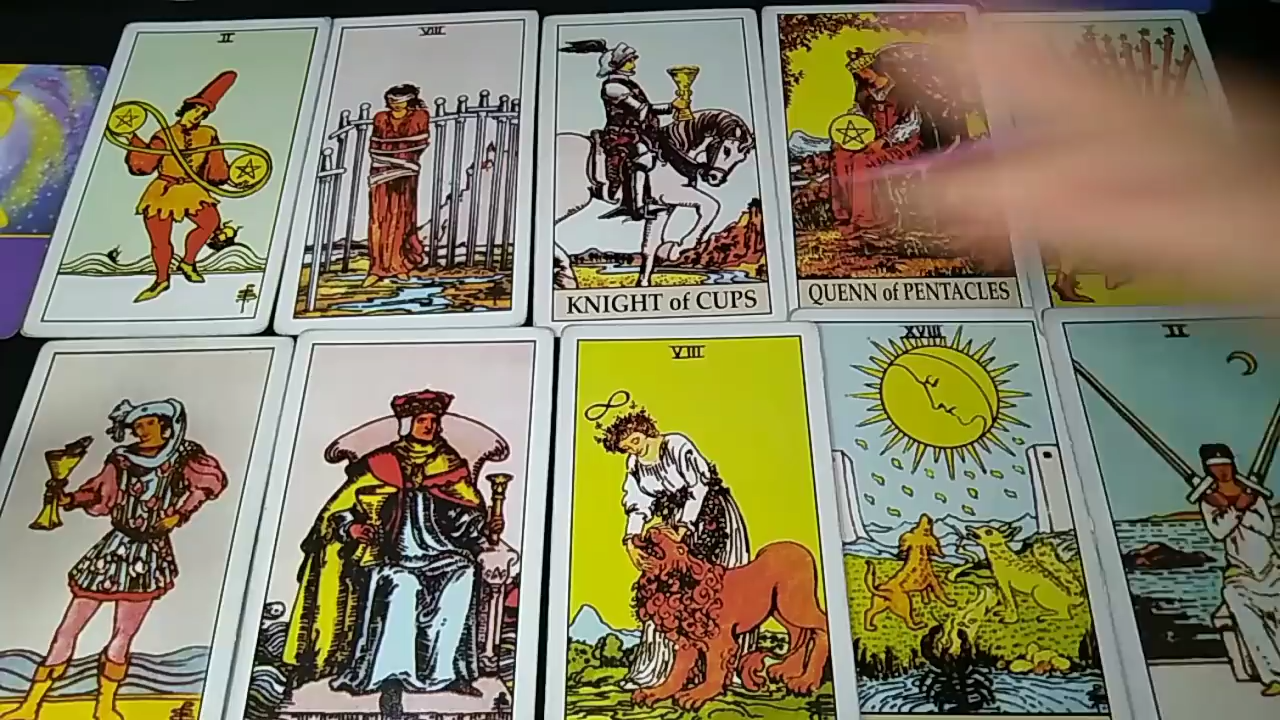 II
VIII
KNIGHT of CUPS
QUENN of PENTACLES
VIII
XVIII
II